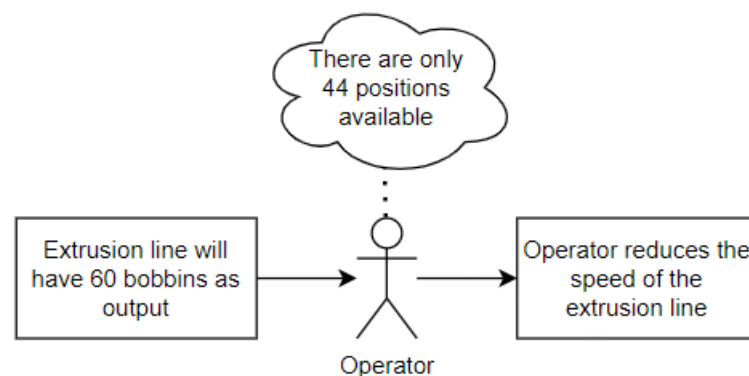 There are only
44 positions
available
Extrusion line will
have 60 bobbins as
output
Operator reduces the
speed of the
extrusion line
Operator